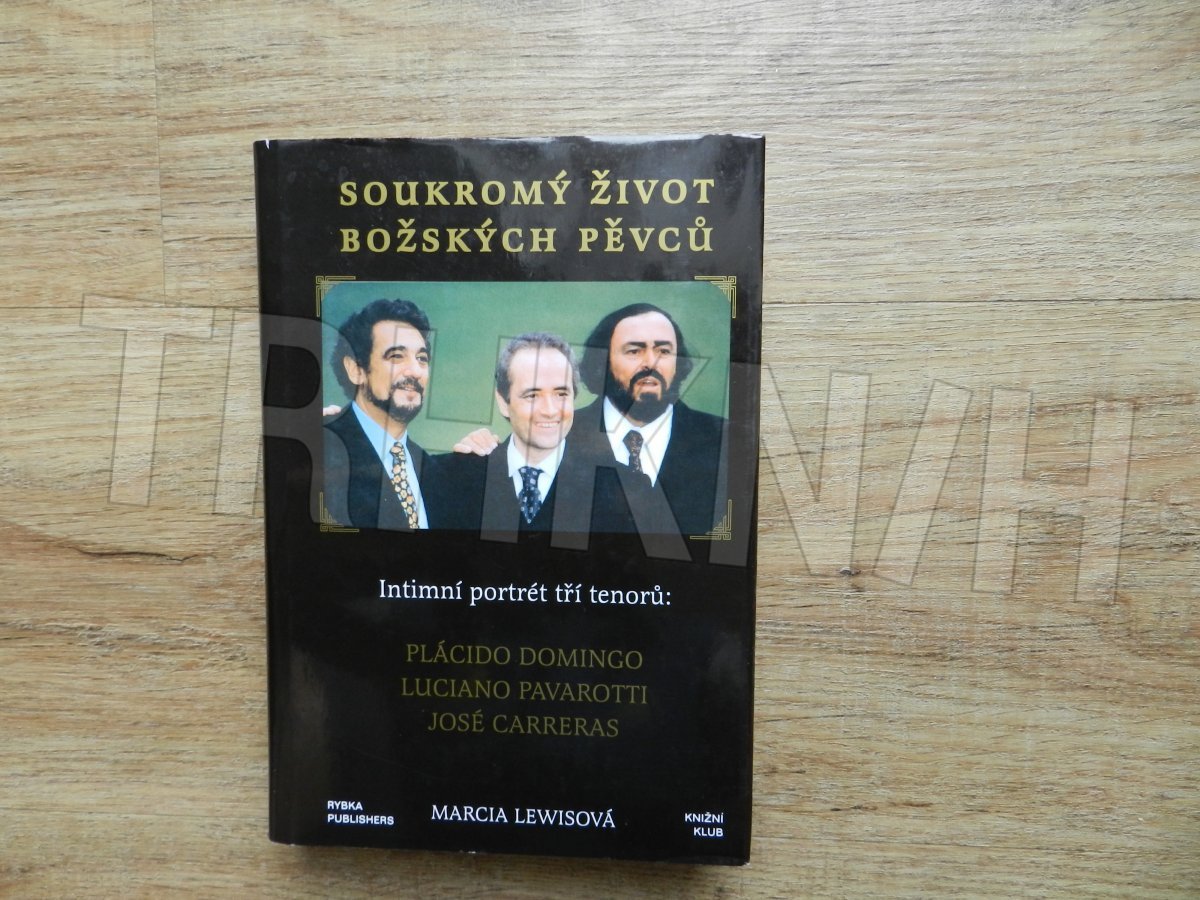 SOUKROMÝ ŽIVOT
BOŽSKÝCH PĚVCŮ
TRHKNIH
Intimní portrét tří tenorů:
PLÁCIDO DOMINGO
LUCIANO PAVAROTTI
JOSÉ CARRERAS
RYBKA
PUBLISHERS
MARCIA LEWISOVÁ
KNIŽNÍ
KLUB